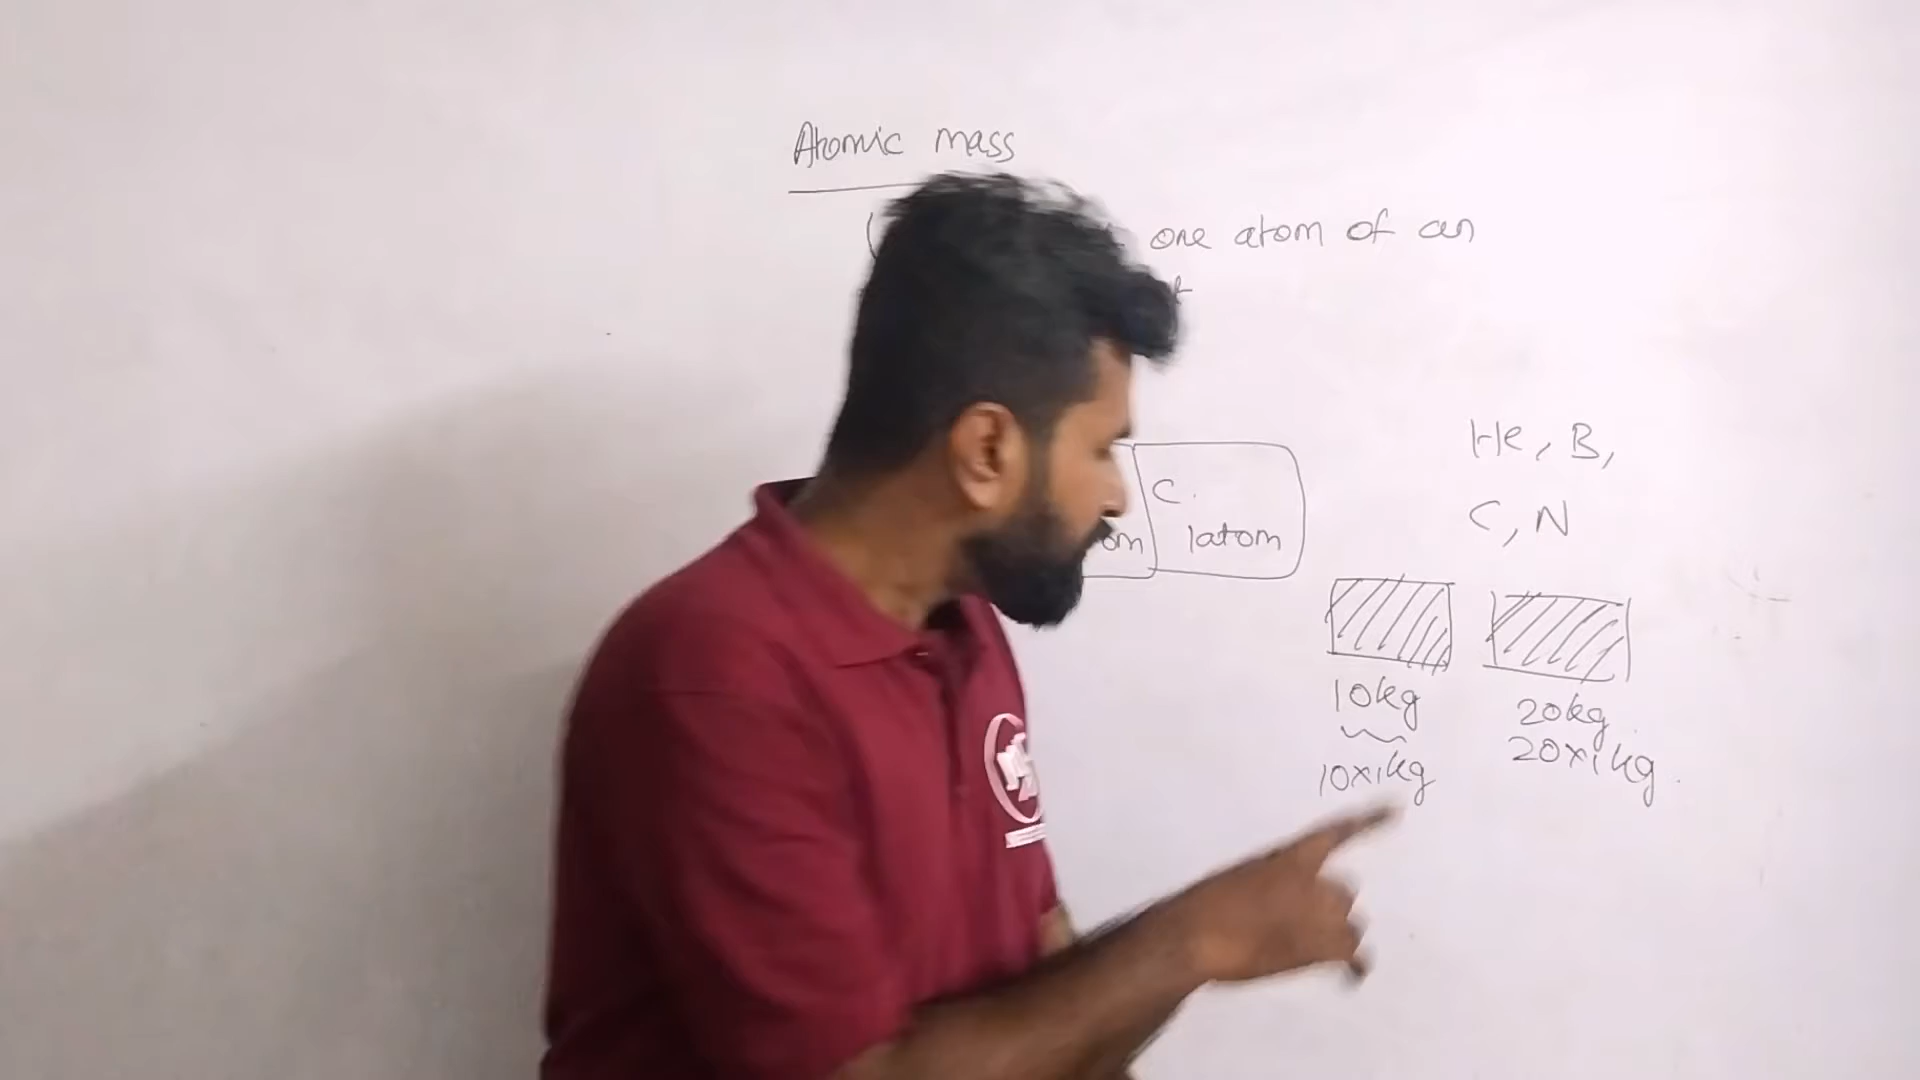 Atomic mass
one atom of an
He, B,
C, N
C.
1atom
10kg
20kg
10x1kg
20x1kg.